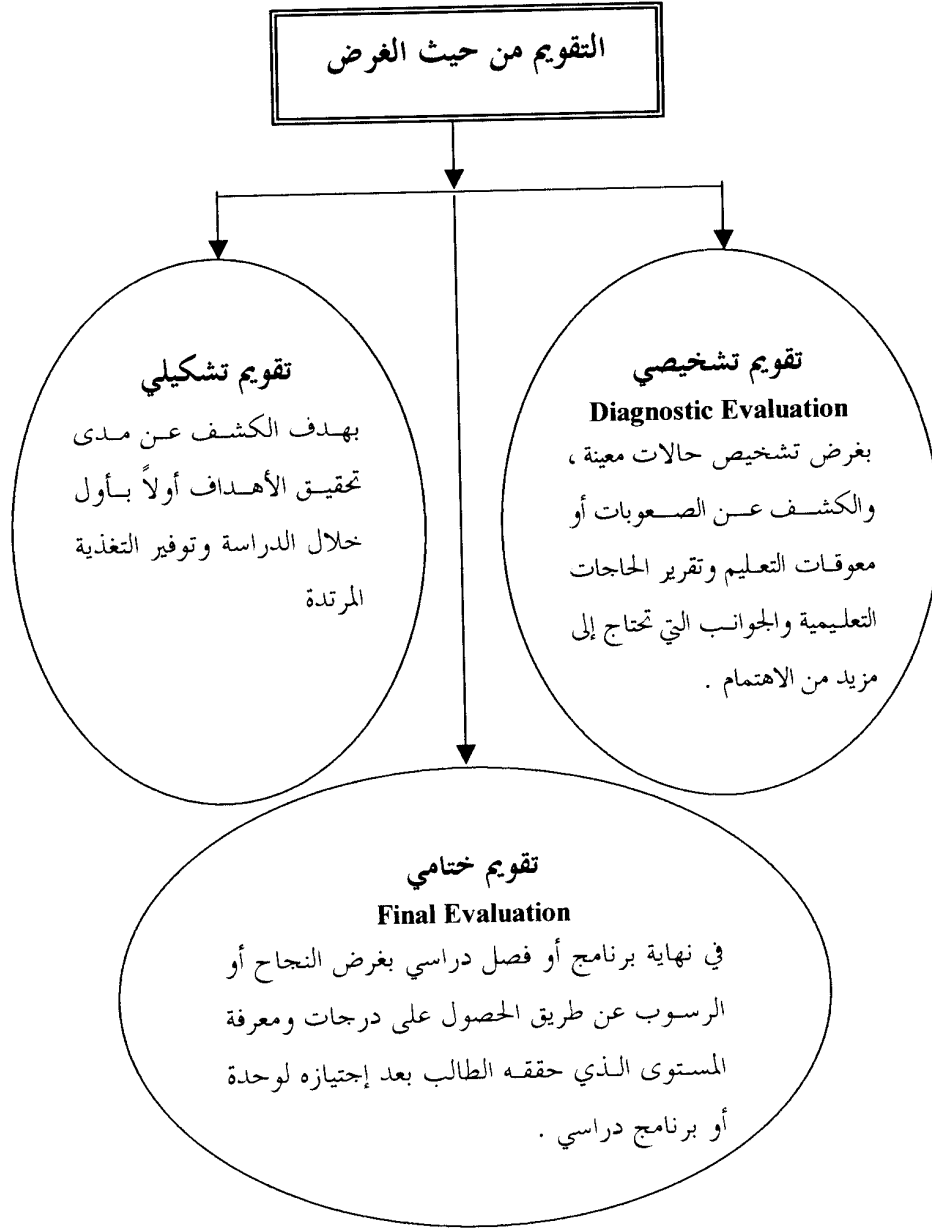 التقويم من حيث الغرض
تقويم تشخيصي
Diagnostic Evaluation
بغرض تشخيص حالات معينة ،
والكشف عن الصعوبات أو
معوقات التعليم وتقرير الحاجات
التعليمية والجوانب التي تحتاج إلى
مزيد من الاهتمام .
تقويم تشكيلي
بهدف الكشف عن مدى
تحقيق الأهداف أولاً بأول
خلال الدراسة وتوفير التغذية
المرتدة
تقويم ختامي
Final Evaluation
في نهاية برنامج أو فصل دراسي بغرض النجاح أو
الرسوب عن طريق الحصول على درجات ومعرفة
المستوى الذي حققه الطالب بعد إجتيازه لوحدة
أو برنامج دراسي .